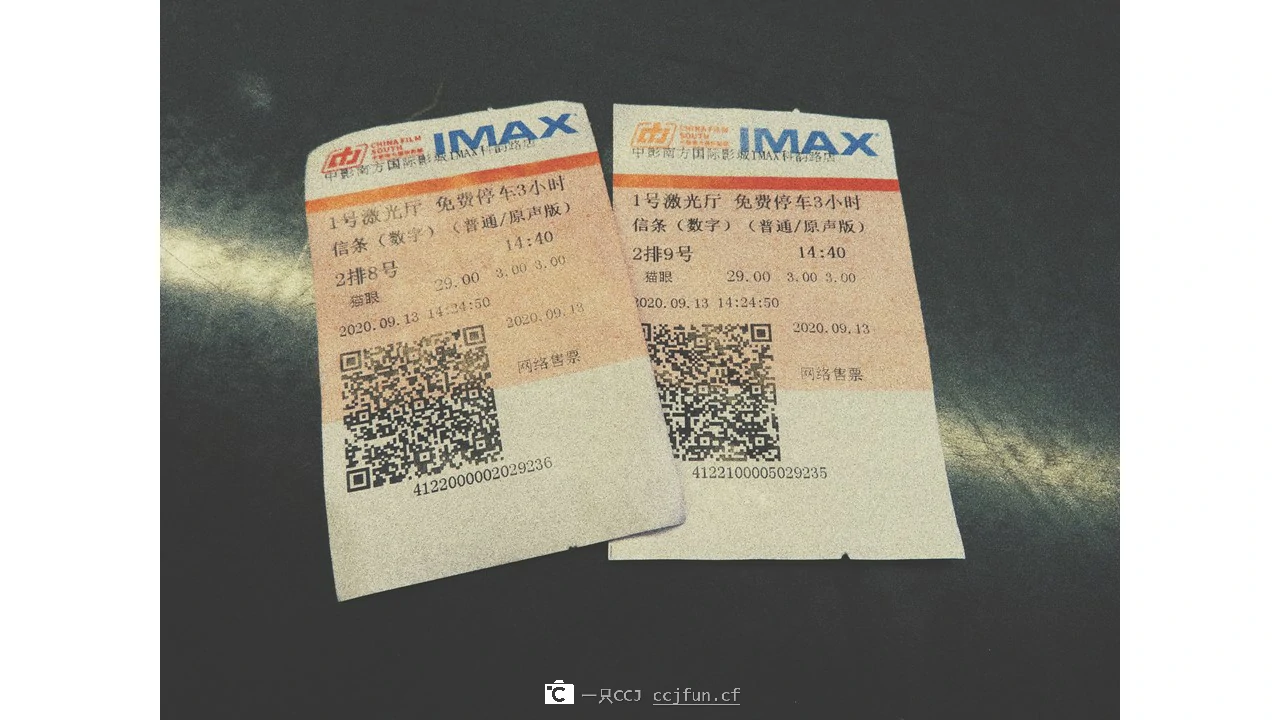 CHINA FILM
SOUTH
IMAX
中影南方国际影城IMAX科韵路店
1号激光厅 免费停车3小时
信条（数字）（普通/原声版）
14:40
2排8号
猫眼 29.00 3.00 3.00
2020.09.13 14:24:50
2020.09.13
网络售票
4122000002029236
CHINA FILM
SOUTH
IMAX
中影南方国际影城IMAX科韵路店
1号激光厅 免费停车3小时
信条（数字）（普通/原声版）
2排9号 14:40
猫眼 29.00 3.00 3.00
2020.09.13 14:24:50
2020.09.13
网络售票
4122100005029235
一只CCJ ccjfun.cf